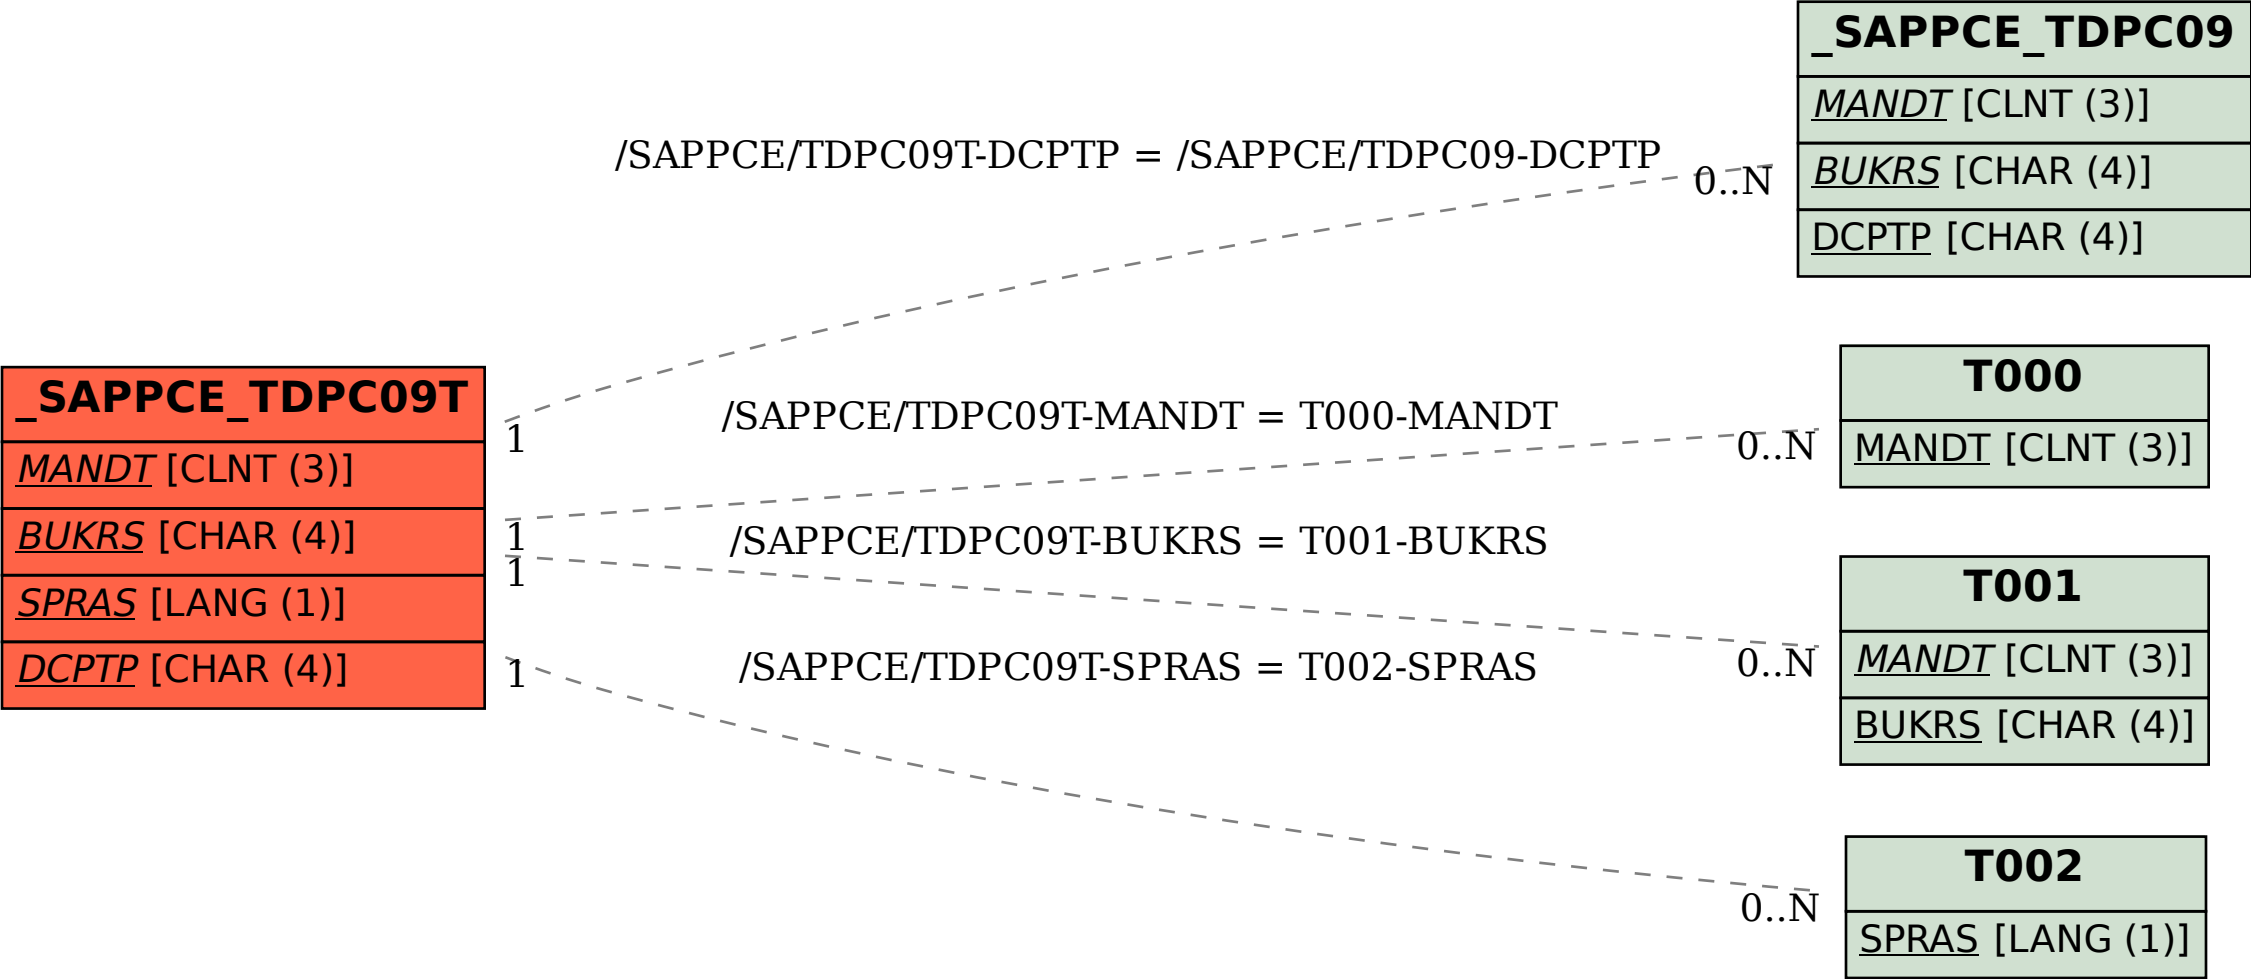 _SAPPCE_TDPC09T
MANDT [CLNT (3)]
BUKRS [CHAR (4)]
SPRAS [LANG (1)]
DCPTP [CHAR (4)]
/SAPPCE/TDPC09T-DCPTP = /SAPPCE/TDPC09-DCPTP
0..N
1
/SAPPCE/TDPC09T-MANDT = T000-MANDT
0..N
1
/SAPPCE/TDPC09T-BUKRS = T001-BUKRS
0..N
1
/SAPPCE/TDPC09T-SPRAS = T002-SPRAS
0..N
1
_SAPPCE_TDPC09
MANDT [CLNT (3)]
BUKRS [CHAR (4)]
DCPTP [CHAR (4)]
T000
MANDT [CLNT (3)]
T001
MANDT [CLNT (3)]
BUKRS [CHAR (4)]
T002
SPRAS [LANG (1)]